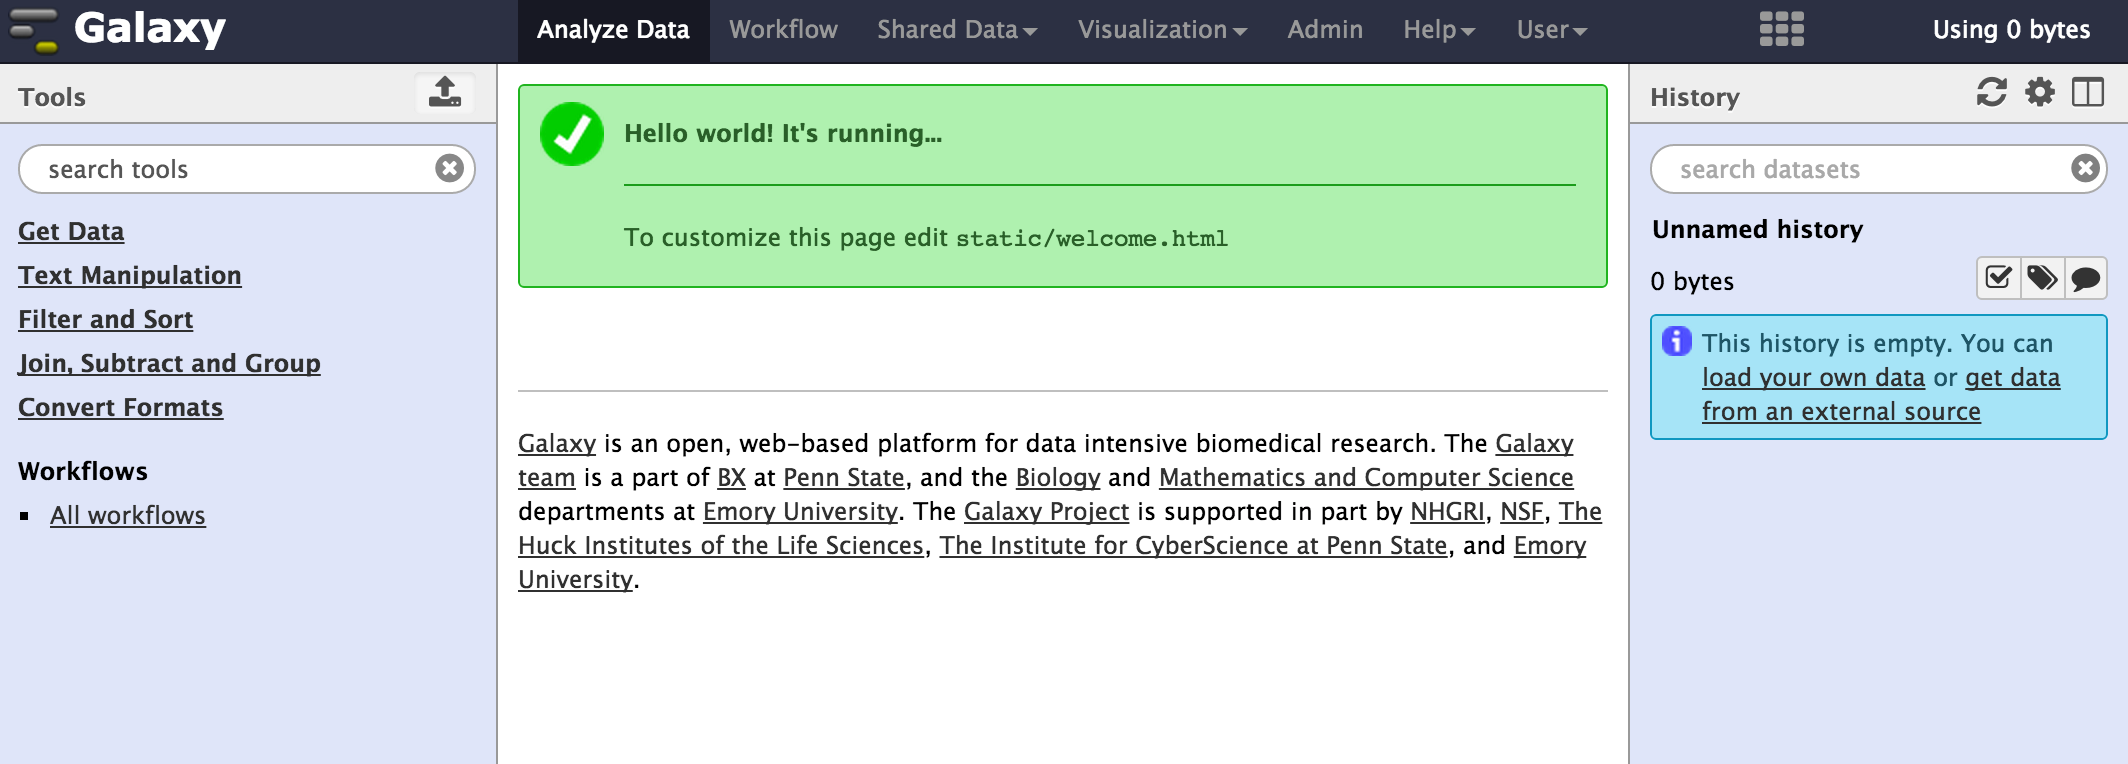 Galaxy
Analyze Data Workflow Shared Data Visualization Admin Help User Using 0 bytes
Tools
search tools
Get Data
Text Manipulation
Filter and Sort
Join, Subtract and Group
Convert Formats
Workflows
All workflows
Hello world! It's running...
To customize this page edit static/welcome.html
Galaxy is an open, web-based platform for data intensive biomedical research. The Galaxy
team is a part of BX at Penn State, and the Biology and Mathematics and Computer Science
departments at Emory University. The Galaxy Project is supported in part by NHGRI, NSF, The
Huck Institutes of the Life Sciences, The Institute for CyberScience at Penn State, and Emory
University.
History
search datasets
Unnamed history
0 bytes
This history is empty. You can
load your own data or get data
from an external source